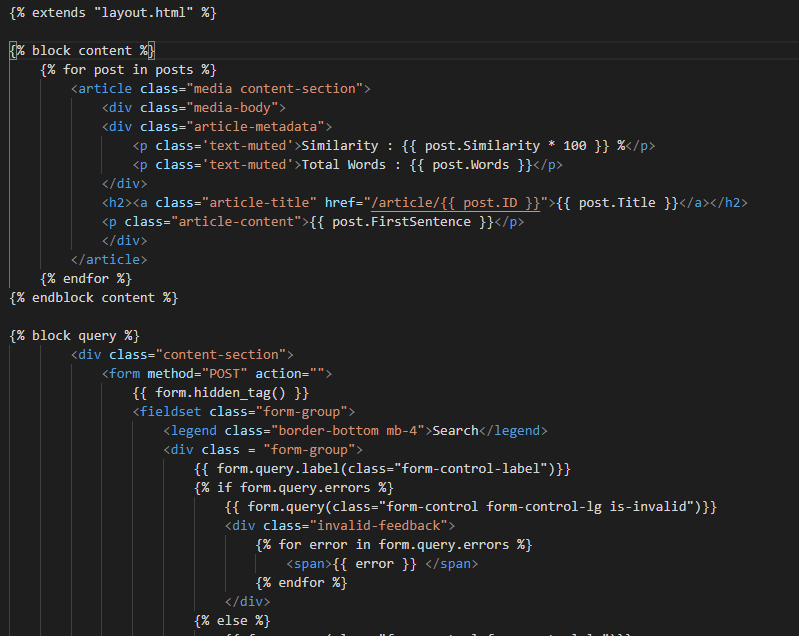 {% extends "layout.html" %}
{% block content %}
{% for post in posts %}
<article class="media content-section">
<div class="media-body">
<div class="article-metadata">
<p class='text-muted'>Similarity : {{ post.Similarity * 100 }} %</p>
<p class='text-muted'>Total Words : {{ post.Words }}</p>
</div>
<h2><a class="article-title" href="/article/{{ post.ID }}">{{ post.Title }}</a></h2>
<p class="article-content">{{ post.FirstSentence }}</p>
</div>
</article>
{% endfor %}
{% endblock content %}
{% block query %}
<div class="content-section">
<form method="POST" action="">
{{ form.hidden_tag() }}
<fieldset class="form-group">
<legend class="border-bottom mb-4">Search</legend>
<div class = "form-group">
{{ form.query.label(class="form-control-label")}}
{% if form.query.errors %}
{{ form.query(class="form-control form-control-lg is-invalid")}}
<div class="invalid-feedback">
{% for error in form.query.errors %}
<span>{{ error }} </span>
{% endfor %}
</div>
{% else %}